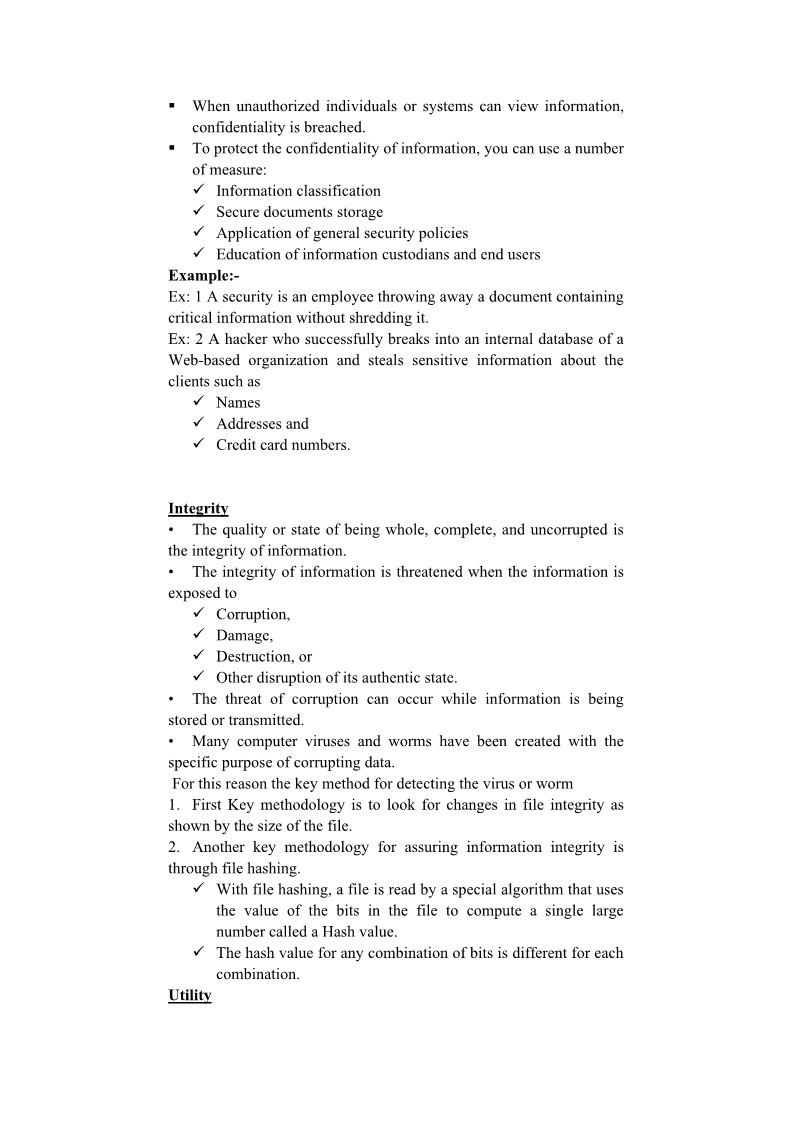 ▪ When unauthorized individuals or systems can view information,
confidentiality is breached.
▪ To protect the confidentiality of information, you can use a number
of measure:
✓ Information classification
✓ Secure documents storage
✓ Application of general security policies
✓ Education of information custodians and end users
Example:-
Ex: 1 A security is an employee throwing away a document containing
critical information without shredding it.
Ex: 2 A hacker who successfully breaks into an internal database of a
Web-based organization and steals sensitive information about the
clients such as
✓ Names
✓ Addresses and
✓ Credit card numbers.
Integrity
• The quality or state of being whole, complete, and uncorrupted is
the integrity of information.
• The integrity of information is threatened when the information is
exposed to
✓ Corruption,
✓ Damage,
✓ Destruction, or
✓ Other disruption of its authentic state.
• The threat of corruption can occur while information is being
stored or transmitted.
• Many computer viruses and worms have been created with the
specific purpose of corrupting data.
For this reason the key method for detecting the virus or worm
1. First Key methodology is to look for changes in file integrity as
shown by the size of the file.
2. Another key methodology for assuring information integrity is
through file hashing.
✓ With file hashing, a file is read by a special algorithm that uses
the value of the bits in the file to compute a single large
number called a Hash value.
✓ The hash value for any combination of bits is different for each
combination.
Utility